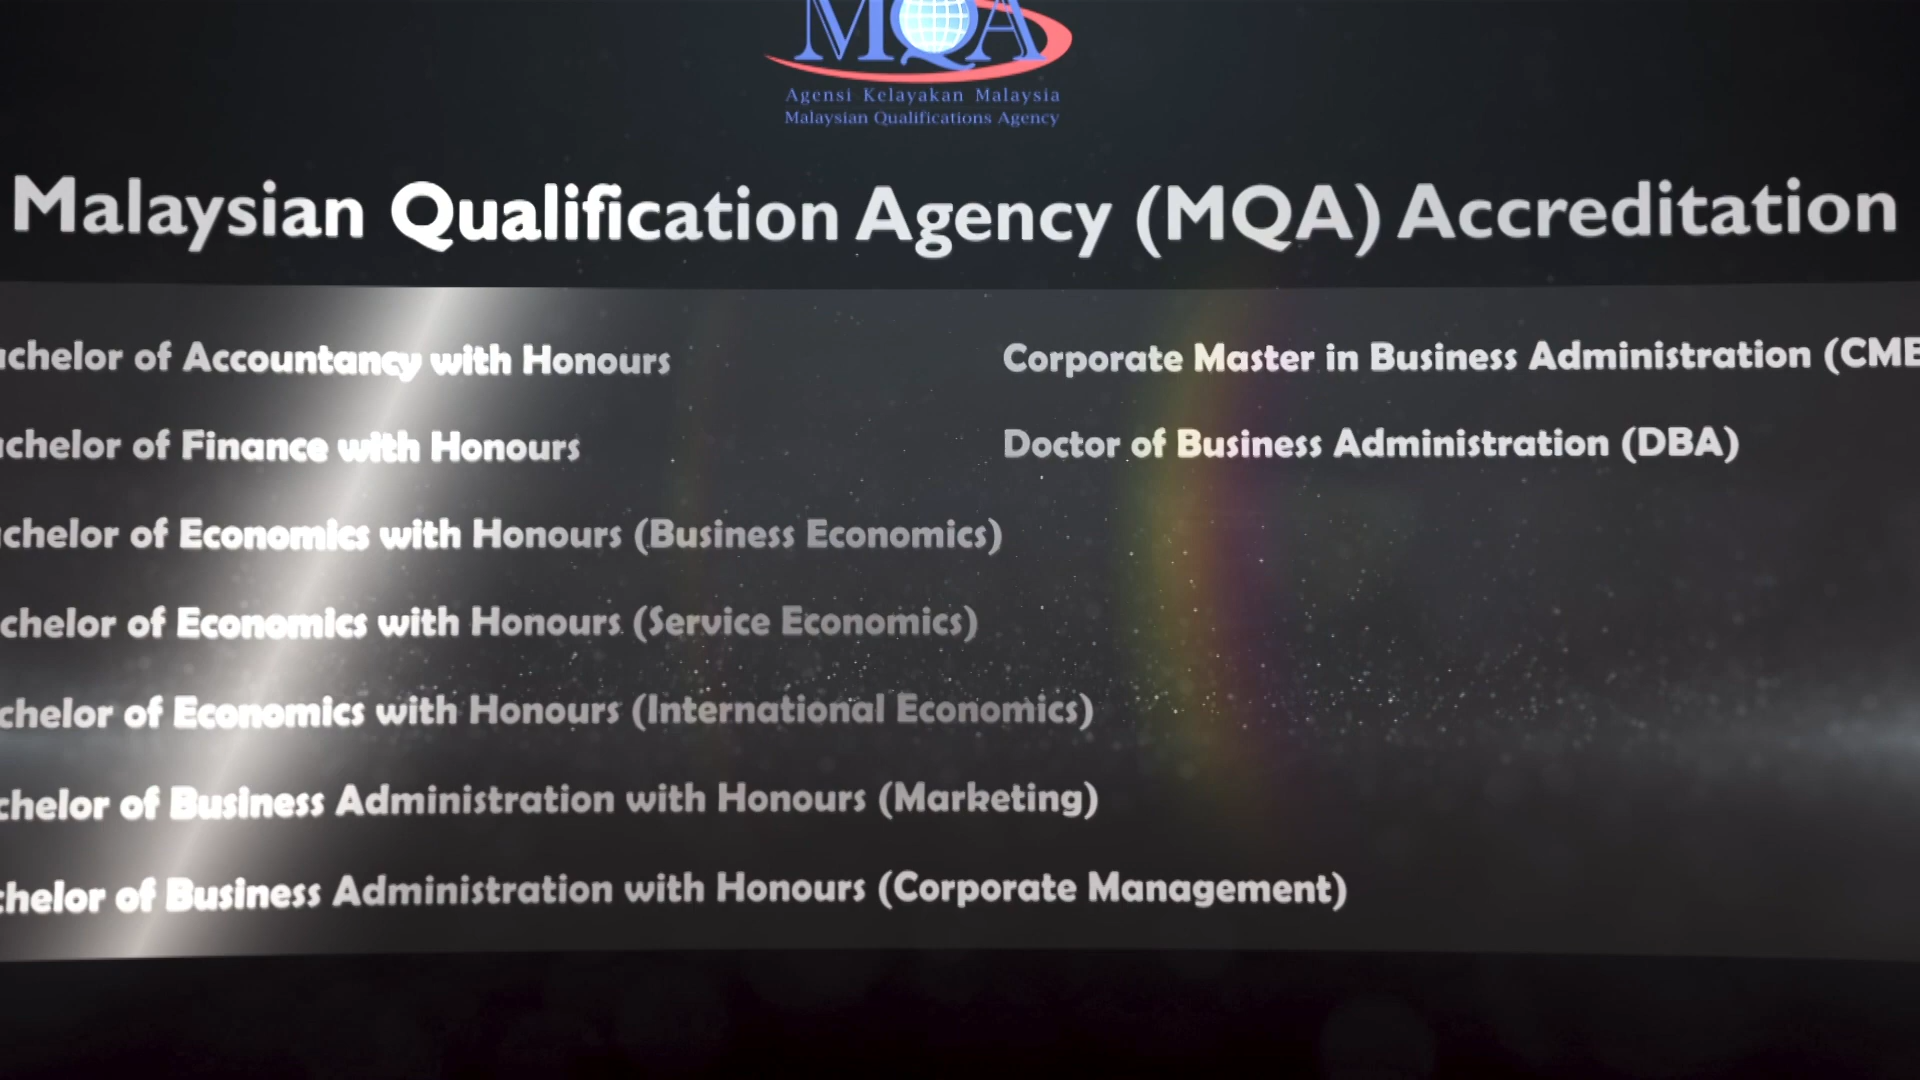 MQA
Agensi Kelayakan Malaysia
Malaysian Qualifications Agency
Malaysian Qualification Agency (MQA) Accreditation
achelor of Accountancy with Honours
achelor of Finance with Honours
chelor of Economics with Honours (Business Economics)
chelor of Economics with Honours (Service Economics)
chelor of Economics with Honours (International Economics)
chelor of Business Administration with Honours (Marketing)
chelor of Business Administration with Honours (Corporate Management)
Corporate Master in Business Administration (CMB
Doctor of Business Administration (DBA)